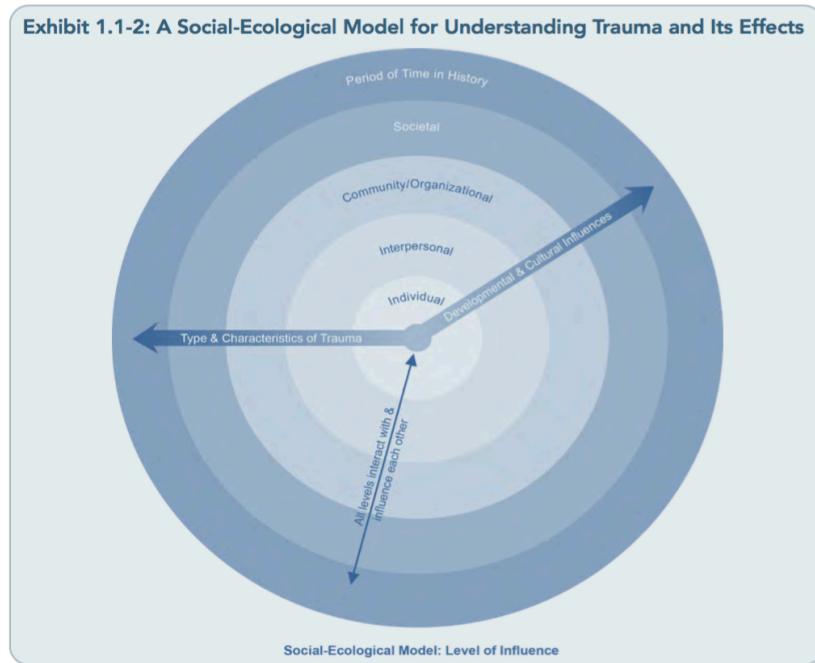 Exhibit 1.1-2: A Social-Ecological Model for Understanding Trauma and Its Effects
Period of Time in History
Societal
Community/Organizational
Interpersonal
Individual
Developmental & Cultural Influences
Type & Characteristics of Trauma
All levels interact with &
influence each other
Social-Ecological Model: Level of Influence